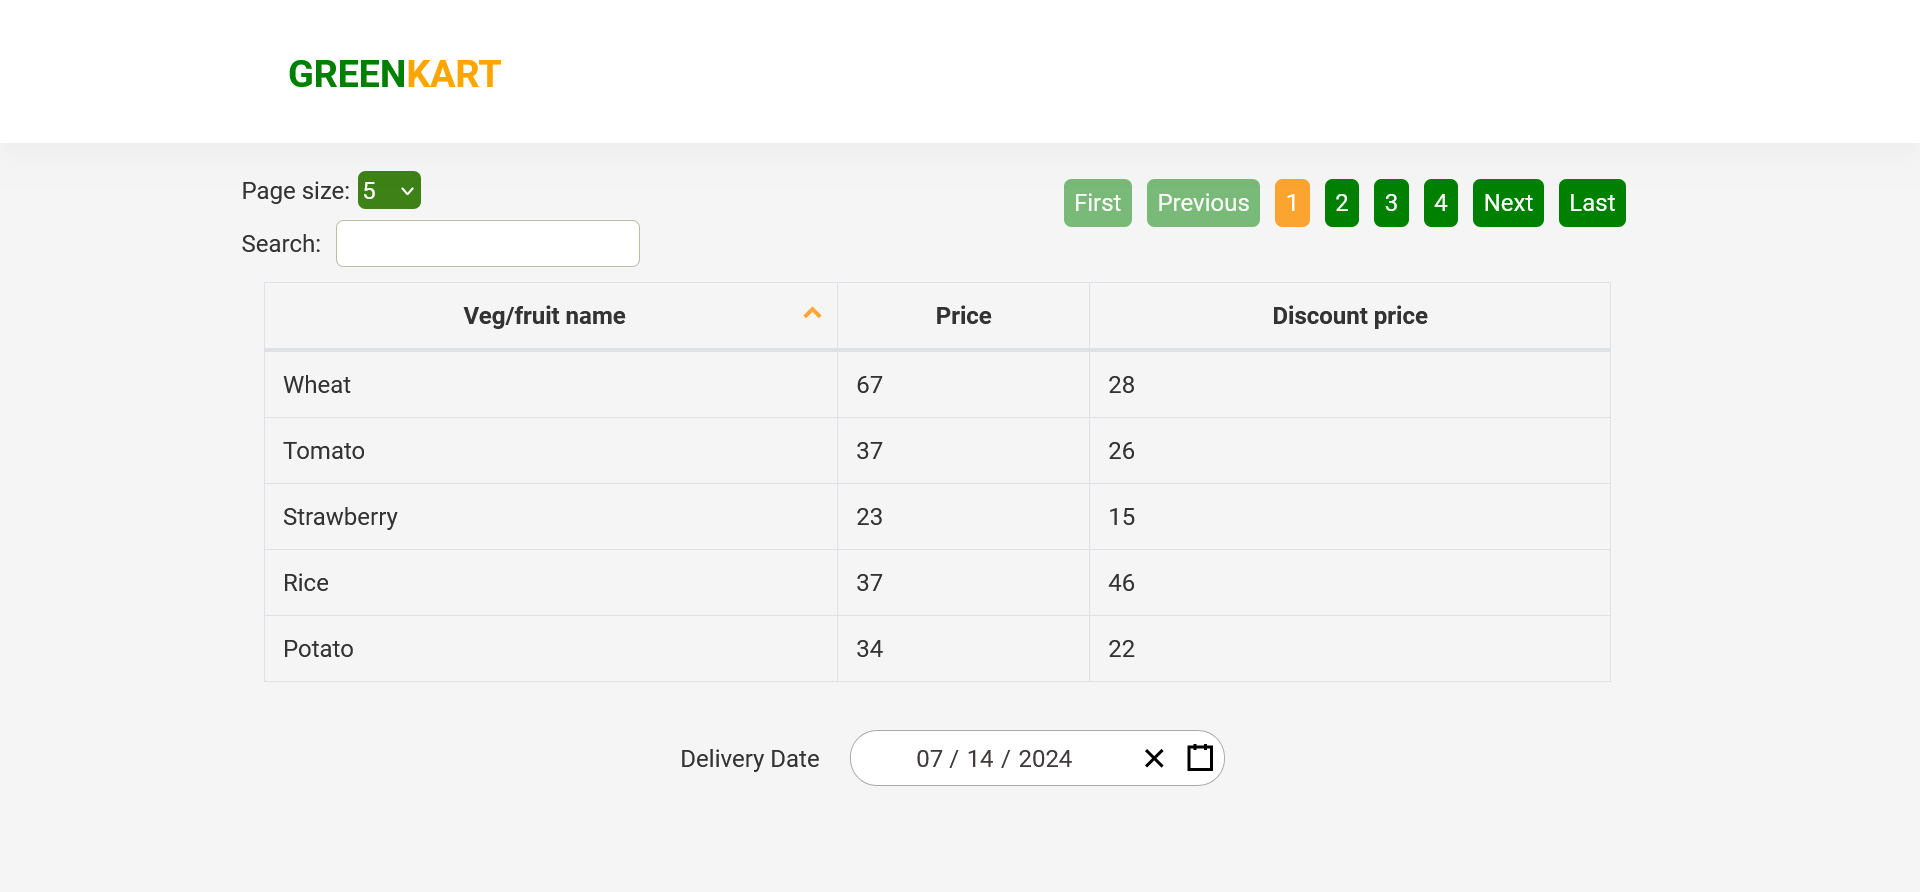 GREENKART
Page size: 5
First Previous 1 2 3 4 Next Last
Search:
Veg/fruit name Price Discount price
Wheat 67 28
Tomato 37 26
Strawberry 23 15
Rice 37 46
Potato 34 22
Delivery Date 07 / 14 / 2024